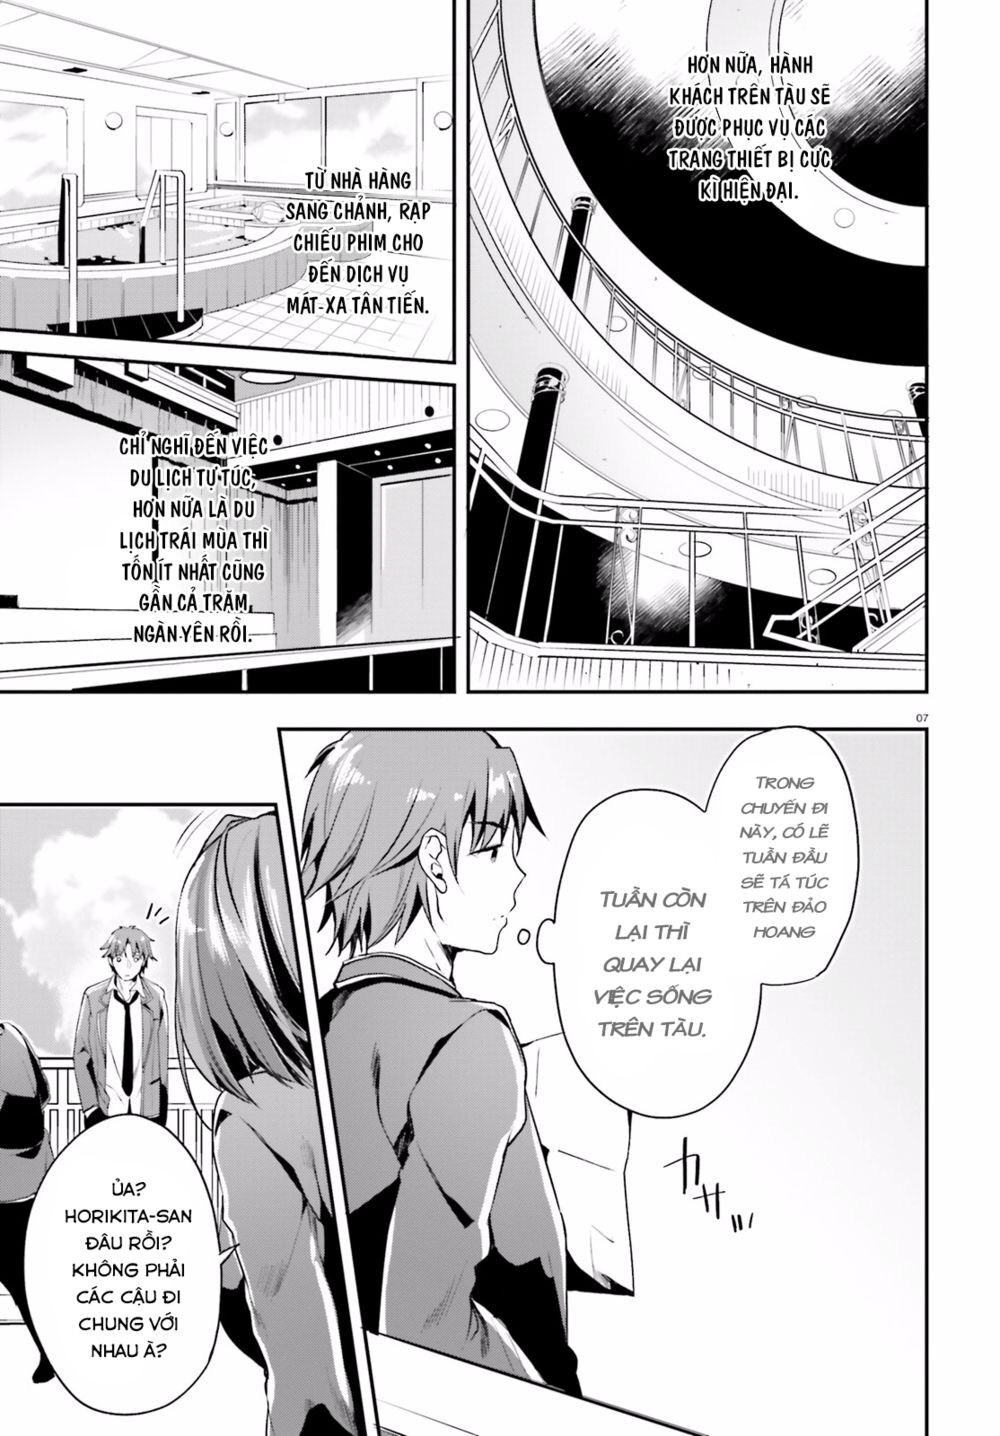 HƠN NỮA, HÀNH
KHÁCH TRÊN TÀU SẼ
ĐƯỢC PHỤC VỤ CÁC
TRANG THIẾT BỊ CỰC
KÌ HIỆN ĐẠI.
TỪ NHÀ HÀNG
SANG CHẢNH, RẠP
CHIẾU PHIM CHO
ĐẾN DỊCH VỤ
MÁT-XA TÂN TIẾN.
CHỈ NGHĨ ĐẾN VIỆC
DU LỊCH TỰ TÚC,
HƠN NỮA LÀ DU
LỊCH TRÁI MÙA THÌ
TỐN ÍT NHẤT CŨNG
GẦN CẢ TRĂM
NGÀN YÊN RỒI.
07
TRONG
CHUYẾN ĐI
NÀY, CÓ LẼ
TUẦN ĐẦU
SẼ TÁ TÚC
TRÊN ĐẢO
HOANG
TUẦN CÒN
LẠI THÌ
QUAY LẠI
VIỆC SỐNG
TRÊN TÀU.
カサ
ỦA?
HORIKITA-SAN
ĐÂU RỒI?
KHÔNG PHẢI
CÁC CẬU ĐI
CHUNG VỚI
NHAU À?